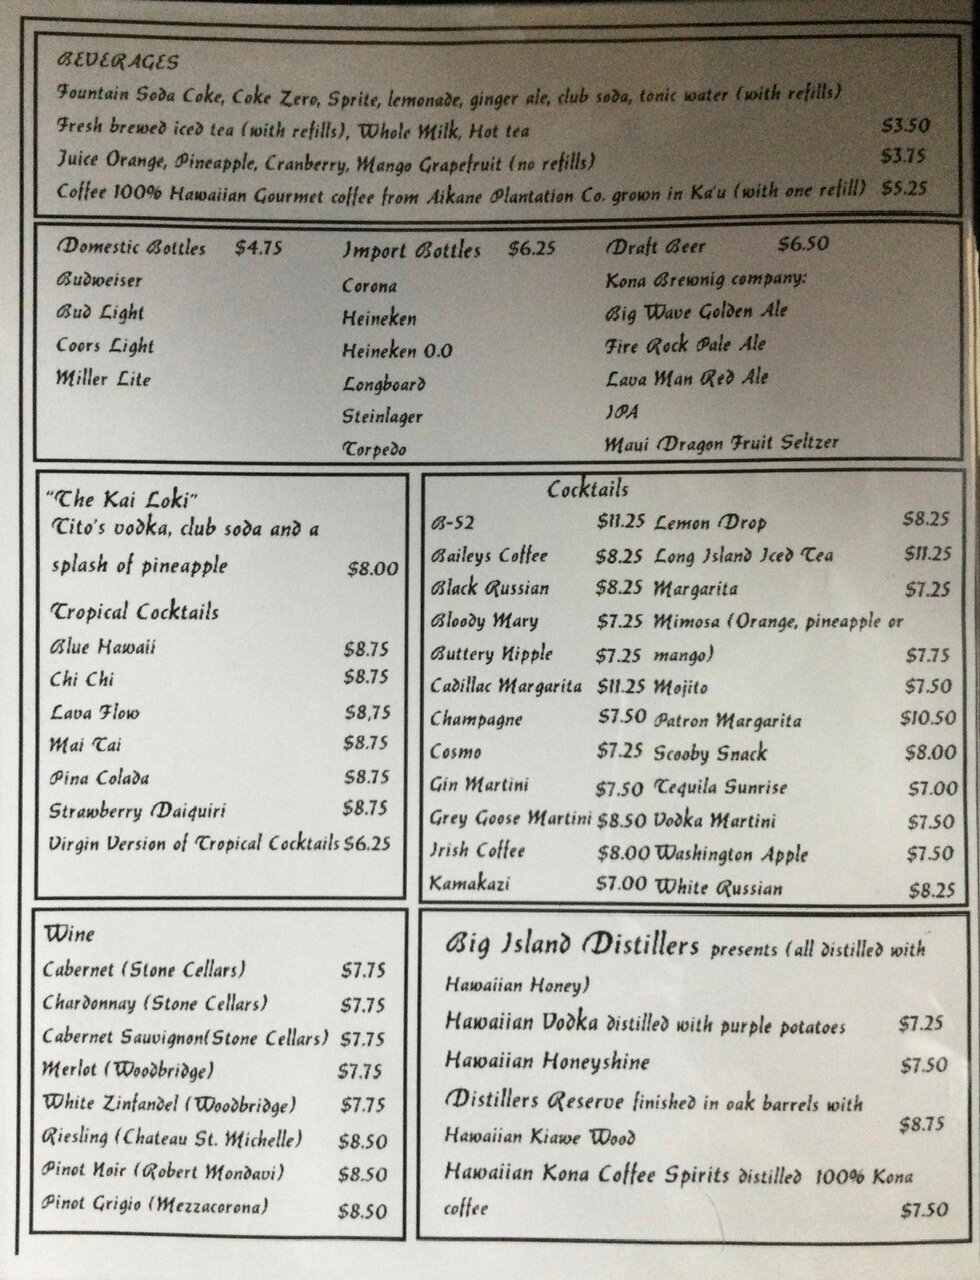 BEVERAGES
Fountain Soda Coke, Coke Zero, Sprite, lemonade, ginger ale, club soda, tonic water (with refills)
Fresh brewed iced tea (with refills), Whole Milk, Hot tea $3.50
Juice Orange, Pineapple, Cranberry, Mango Grapefruit (no refills) $3.75
Coffee 100% Hawaiian Gourmet coffee from Aikane Plantation Co. grown in Ka'u (with one refill) $5.25
Domestic Bottles $4.75
Budweiser
Bud Light
Coors Light
Miller Lite
Import Bottles $6.25
Corona
Heineken
Heineken 0.0
Longboard
Steinlager
Torpedo
Draft Beer $6.50
Kona Brewnig company:
Big Wave Golden Ale
Fire Rock Pale Ale
Lava Man Red Ale
IPA
Maui Dragon Fruit Seltzer
"The Kai Loki"
Tito's vodka, club soda and a
splash of pineapple $8.00
Tropical Cocktails
Blue Hawaii $8.75
Chi Chi $8.75
Lava Flow $8,75
Mai Tai $8.75
Pina Colada $8.75
Strawberry Daiquiri $8.75
Virgin Version of Tropical Cocktails $6.25
Cocktails
B-52 $11.25
Baileys Coffee $8.25
Black Russian $8.25
Bloody Mary $7.25
Buttery Nipple $7.25
Cadillac Margarita $11.25
Champagne $7.50
Cosmo $7.25
Gin Martini $7.50
Grey Goose Martini $8.50
Irish Coffee $8.00
Kamakazi $7.00
Lemon Drop $8.25
Long Island Iced Tea $11.25
Margarita $7.25
Mimosa (Orange, pineapple or
mango) $7.75
Mojito $7.50
Patron Margarita $10.50
Scooby Snack $8.00
Tequila Sunrise $7.00
Vodka Martini $7.50
Washington Apple $7.50
White Russian $8.25
Wine
Cabernet (Stone Cellars) $7.75
Chardonnay (Stone Cellars) $7.75
Cabernet Sauvignon(Stone Cellars) $7.75
Merlot (Woodbridge) $7.75
White Zinfandel (Woodbridge) $7.75
Riesling (Chateau St. Michelle) $8.50
Pinot Noir (Robert Mondavi) $8.50
Pinot Grigio (Mezzacorona) $8.50
Big Island Distillers presents (all distilled with
Hawaiian Honey)
Hawaiian Vodka distilled with purple potatoes $7.25
Hawaiian Honeyshine $7.50
Distillers Reserve finished in oak barrels with
Hawaiian Kiawe Wood $8.75
Hawaiian Kona Coffee Spirits distilled 100% Kona
coffee $7.50